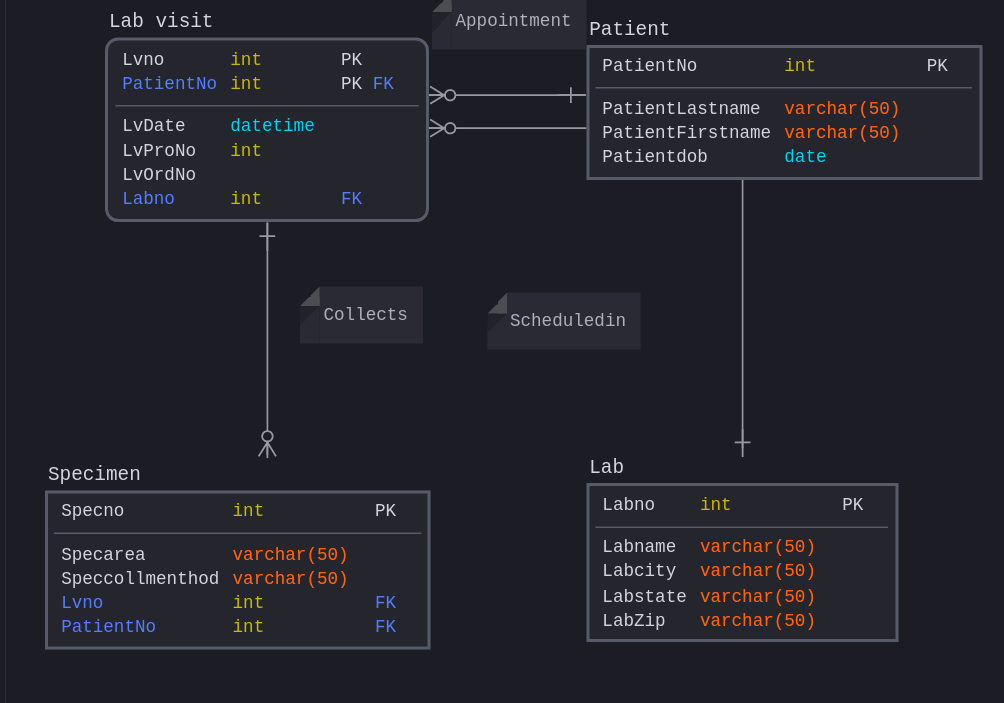 Lab visit
Lvno int PK
PatientNo int PK FK
LvDate datetime
LvProNo int
LvOrdNo
Labno int FK
Appointment
Patient
PatientNo int PK
PatientLastname varchar(50)
PatientFirstname varchar(50)
Patientdob date
Collects
Scheduledin
Specimen
Specno int PK
Specarea varchar(50)
Speccollmenthod varchar(50)
Lvno int FK
PatientNo int FK
Lab
Labno int PK
Labname varchar(50)
Labcity varchar(50)
Labstate varchar(50)
LabZip varchar(50)